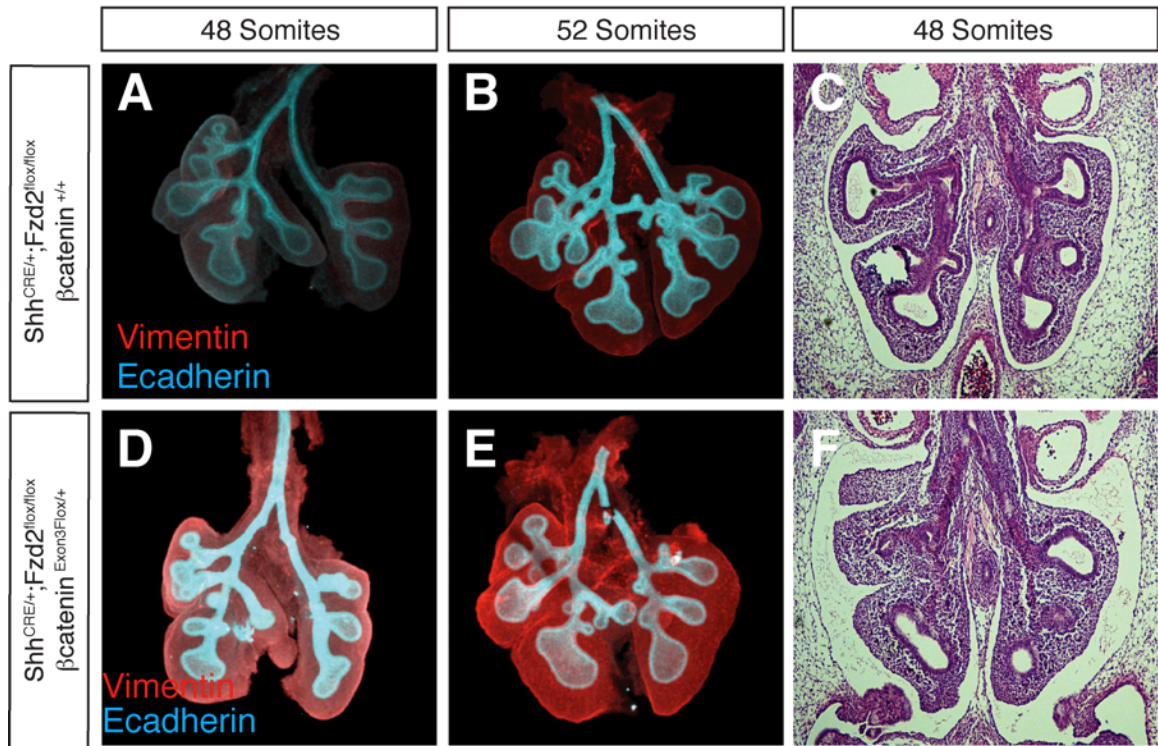 48 Somites
52 Somites
48 Somites
Shh^CRE/+;Fzd2^flox/flox
βcatenin ^+/+
A
B
C
Vimentin
Ecadherin
Shh^CRE/+;Fzd2^flox/flox
βcatenin ^Exon3Flox/+
D
E
F
Vimentin
Ecadherin